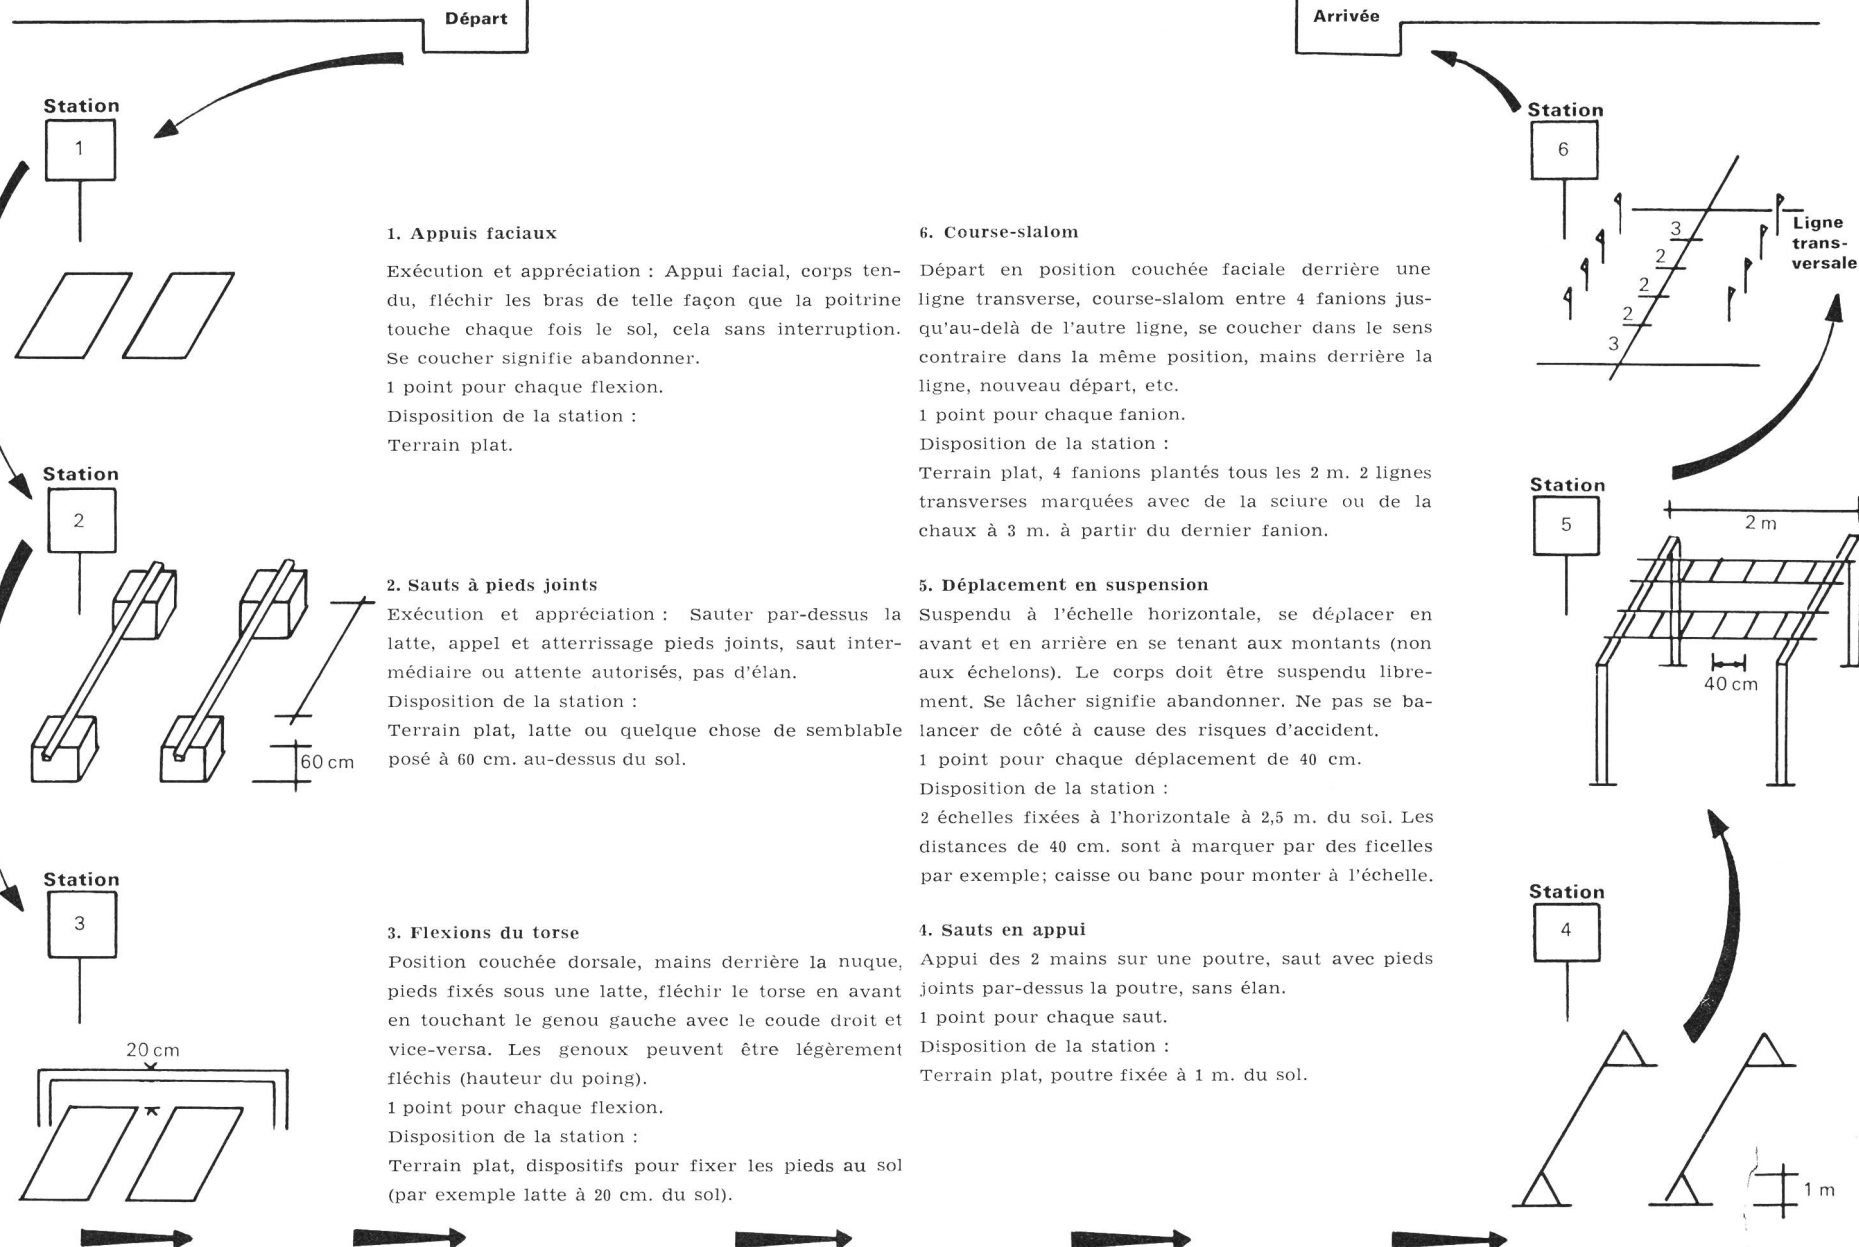 Départ
Arrivée
Station
1
Station
6
3
2
2
2
3
Ligne
trans-
versale
1. Appuis faciaux
Exécution et appréciation : Appui facial, corps ten-
du, fléchir les bras de telle façon que la poitrine
touche chaque fois le sol, cela sans interruption.
Se coucher signifie abandonner.
1 point pour chaque flexion.
Disposition de la station :
Terrain plat.
6. Course-slalom
Départ en position couchée faciale derrière une
ligne transverse, course-slalom entre 4 fanions jus-
qu'au-delà de l'autre ligne, se coucher dans le sens
contraire dans la même position, mains derrière la
ligne, nouveau départ, etc.
1 point pour chaque fanion.
Disposition de la station :
Terrain plat, 4 fanions plantés tous les 2 m. 2 lignes
transverses marquées avec de la sciure ou de la
chaux à 3 m. à partir du dernier fanion.
Station
2
60 cm
2. Sauts à pieds joints
Exécution et appréciation : Sauter par-dessus la
latte, appel et atterrissage pieds joints, saut inter-
médiaire ou attente autorisés, pas d'élan.
Disposition de la station :
Terrain plat, latte ou quelque chose de semblable
posé à 60 cm. au-dessus du sol.
5. Déplacement en suspension
Suspendu à l'échelle horizontale, se déplacer en
avant et en arrière en se tenant aux montants (non
aux échelons). Le corps doit être suspendu libre-
ment. Se lâcher signifie abandonner. Ne pas se ba-
lancer de côté à cause des risques d'accident.
1 point pour chaque déplacement de 40 cm.
Disposition de la station :
2 échelles fixées à l'horizontale à 2,5 m. du sol. Les
distances de 40 cm. sont à marquer par des ficelles
par exemple; caisse ou banc pour monter à l'échelle.
Station
5
2 m
40 cm
Station
3
20 cm
3. Flexions du torse
Position couchée dorsale, mains derrière la nuque,
pieds fixés sous une latte, fléchir le torse en avant
en touchant le genou gauche avec le coude droit et
vice-versa. Les genoux peuvent être légèrement
fléchis (hauteur du poing).
1 point pour chaque flexion.
Disposition de la station :
Terrain plat, dispositifs pour fixer les pieds au sol
(par exemple latte à 20 cm. du sol).
4. Sauts en appui
Appui des 2 mains sur une poutre, saut avec pieds
joints par-dessus la poutre, sans élan.
1 point pour chaque saut.
Disposition de la station :
Terrain plat, poutre fixée à 1 m. du sol.
Station
4
1 m